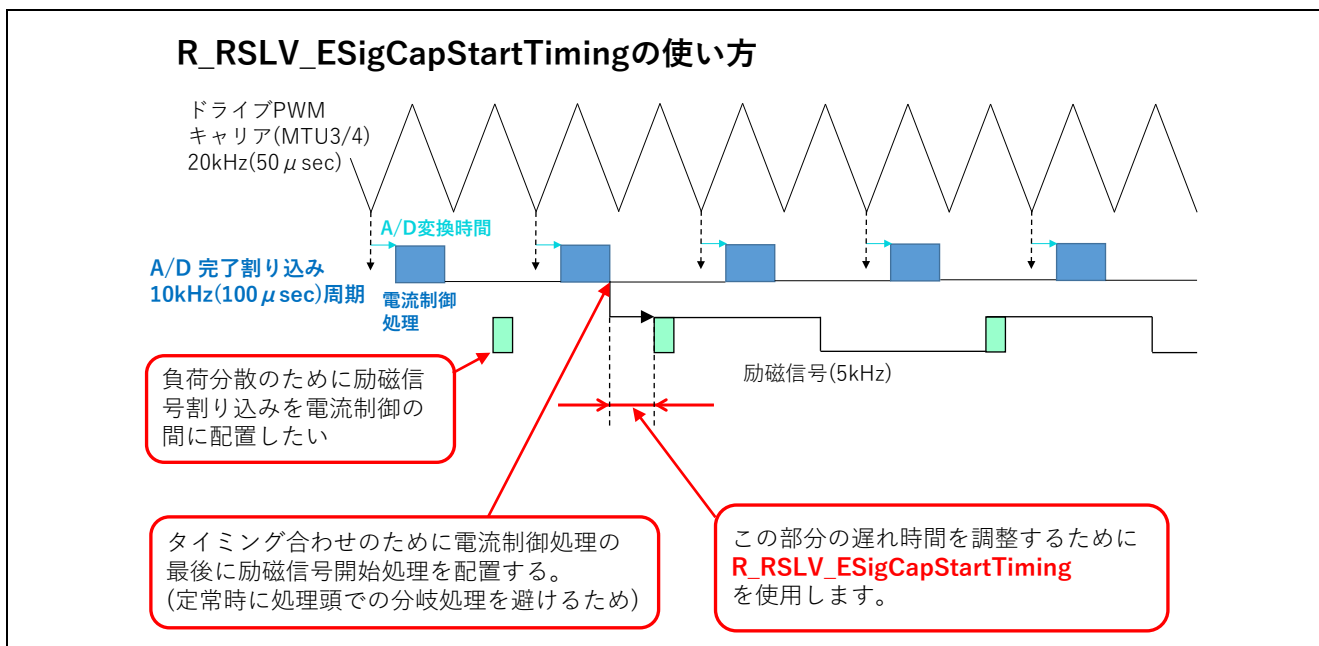 R_RSLV_ESigCapStartTimingの使い方
ドライブPWM
キャリア(MTU3/4)
20kHz(50μsec)
A/D変換時間
A/D 完了割り込み
10kHz(100μsec)周期
電流制御
処理
励磁信号(5kHz)
負荷分散のために励磁信
号割り込みを電流制御の
間に配置したい
タイミング合わせのために電流制御処理の
最後に励磁信号開始処理を配置する。
(定常時に処理頭での分岐処理を避けるため)
この部分の遅れ時間を調整するために
R_RSLV_ESigCapStartTiming
を使用します。